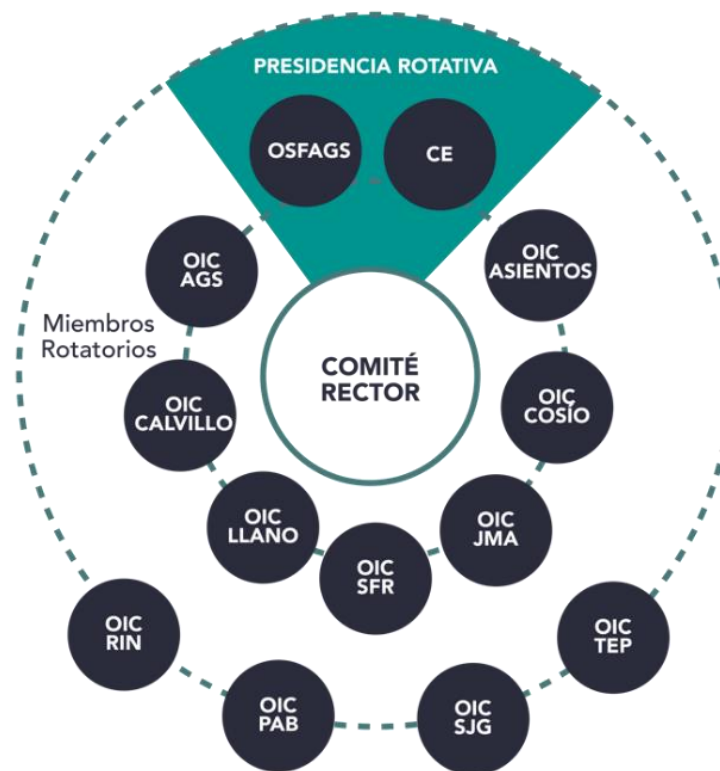 PRESIDENCIA ROTATIVA
OSFAGS
CE
OIC
AGS
OIC
ASIENTOS
Miembros
Rotatorios
COMITÉ
RECTOR
OIC
CALVILLO
OIC
COSÍO
OIC
LLANO
OIC
JMA
OIC
SFR
OIC
RIN
OIC
TEP
OIC
PAB
OIC
SJG